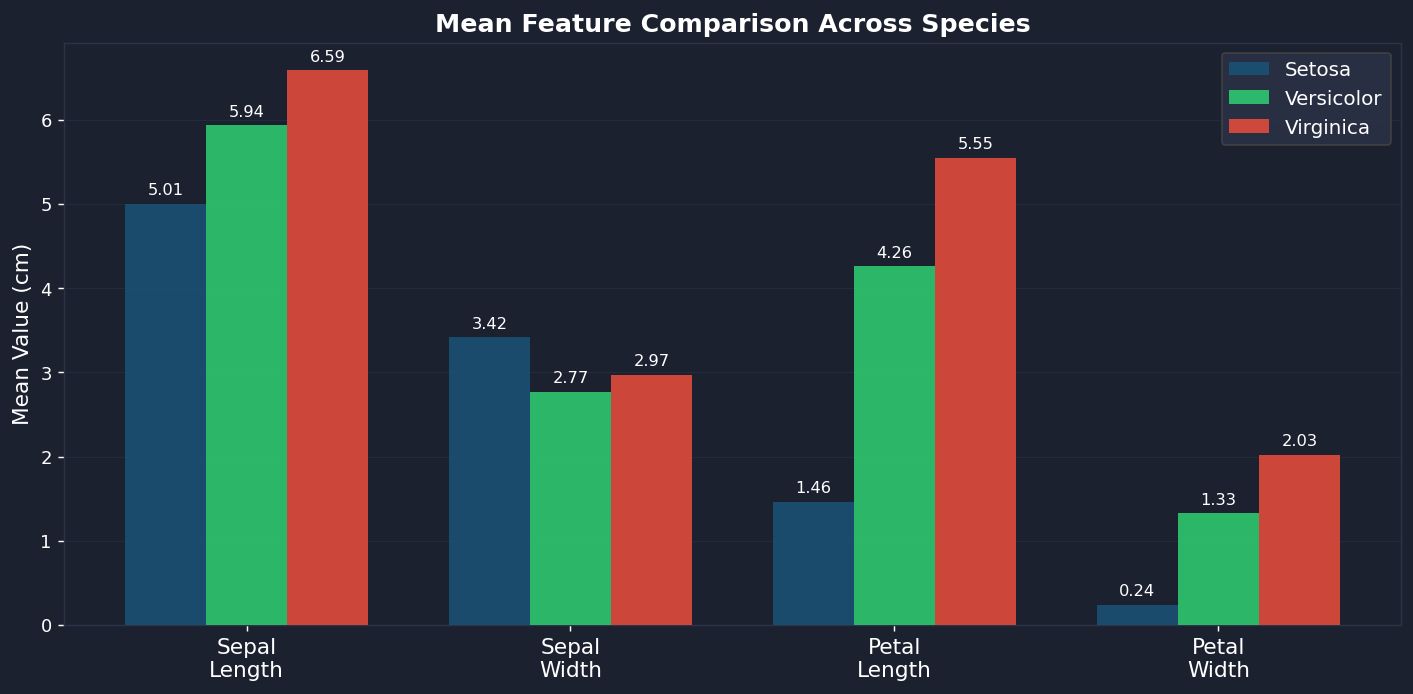 Mean Feature Comparison Across Species
Setosa
Versicolor
Virginica
Mean Value (cm)
6
5
4
3
2
1
0
5.01
5.94
6.59
3.42
2.77
2.97
1.46
4.26
5.55
0.24
1.33
2.03
Sepal
Length
Sepal
Width
Petal
Length
Petal
Width